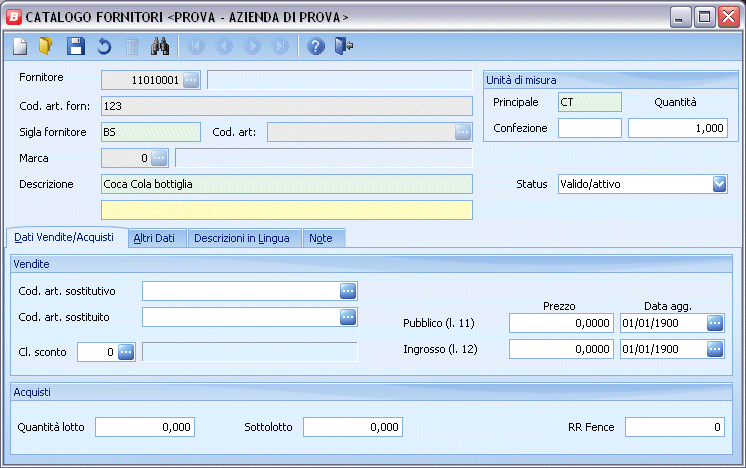 B CATALOGO FORNITORI <PROVA - AZIENDA DI PROVA>
Fornitore 11010001
Cod. art. forn: 123
Sigla fornitore BS Cod. art:
Marca 0
Descrizione Coca Cola bottiglia
Unità di misura
Principale CT Quantità
Confezione 1,000
Status Valido/attivo
Dati Vendite/Acquisti Altri Dati Descrizioni in Lingua Note
Vendite
Cod. art. sostitutivo
Cod. art. sostituito
Cl. sconto 0
Prezzo Data agg.
Pubblico (l. 11) 0,0000 01/01/1900
Ingrosso (l. 12) 0,0000 01/01/1900
Acquisti
Quantità lotto 0,000 Sottolotto 0,000 RR Fence 0